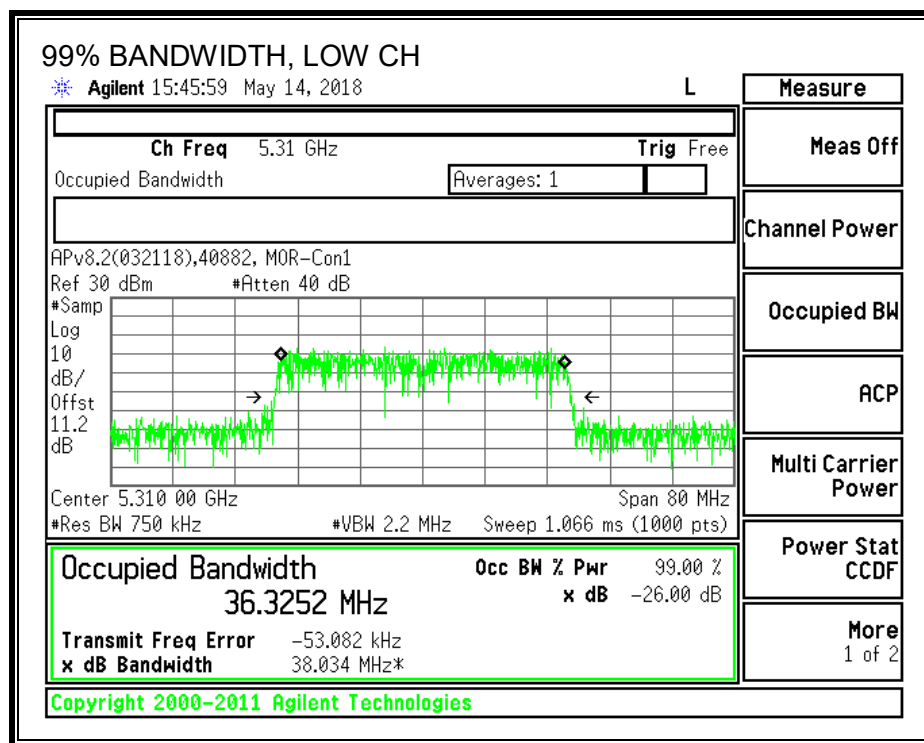 99% BANDWIDTH, LOW CH
Agilent 15:45:59 May 14, 2018 L
Measure
Ch Freq 5.31 GHz Trig Free
Meas Off
Occupied Bandwidth Averages: 1
Channel Power
APv8.2(032118),40882, MOR-Con1
Ref 30 dBm #Atten 40 dB
#Samp
Log
10
dB/
Offst
11.2
dB
Occupied BW
ACP
Multi Carrier
Power
Center 5.310 00 GHz Span 80 MHz
#Res BW 750 kHz #VBW 2.2 MHz Sweep 1.066 ms (1000 pts)
Power Stat
CCDF
Occupied Bandwidth Occ BW % Pwr 99.00 %
36.3252 MHz x dB -26.00 dB
Transmit Freq Error -53.082 kHz
x dB Bandwidth 38.034 MHz*
More
1 of 2
Copyright 2000-2011 Agilent Technologies